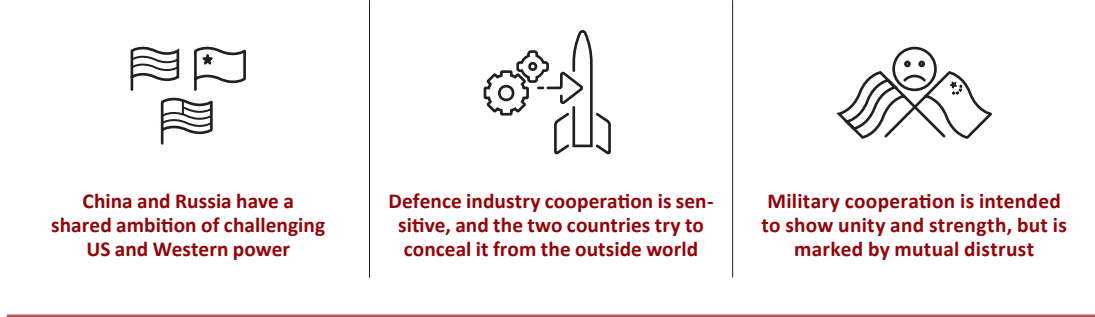 China and Russia have a
shared ambition of challenging
US and Western power
Defence industry cooperation is sen-
sitive, and the two countries try to
conceal it from the outside world
Military cooperation is intended
to show unity and strength, but is
marked by mutual distrust